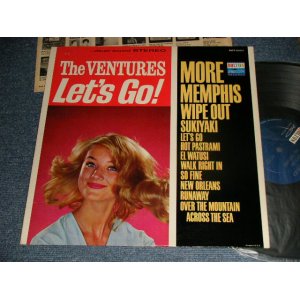 STEREO
The VENTURES
Let's Go!
MORE
MEMPHIS
WIPE OUT
SUKIYAKI
LET'S GO
HOT PASTRAMI
EL WATUSI
WALK RIGHT IN
SO FINE
NEW ORLEANS
RUNAWAY
OVER THE MOUNTAIN
ACROSS THE SEA